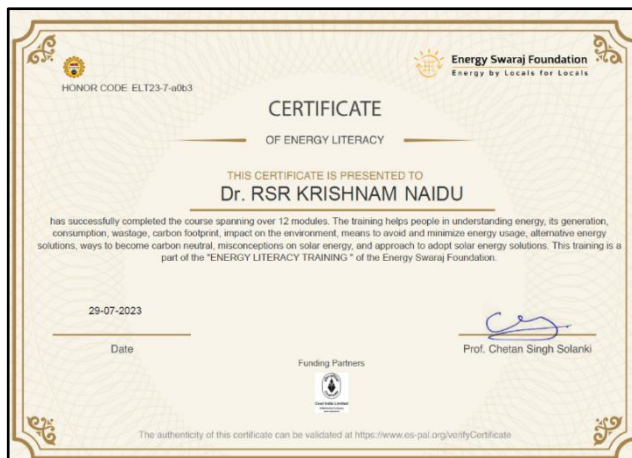 Energy Swaraj Foundation
Energy by Locals for Locals
HONOR CODE ELT23-7-a0b3
CERTIFICATE
OF ENERGY LITERACY
THIS CERTIFICATE IS PRESENTED TO
Dr. RSR KRISHNAM NAIDU
has successfully completed the course spanning over 12 modules. The training helps people in understanding energy, its generation,
consumption, wastage, carbon footprint, impact on the environment, means to avoid and minimize energy usage, alternative energy
solutions, ways to become carbon neutral, misconceptions on solar energy, and approach to adopt solar energy solutions. This training is a
part of the "ENERGY LITERACY TRAINING " of the Energy Swaraj Foundation.
29-07-2023
Date
Prof. Chetan Singh Solanki
Funding Partners
Coal India Limited
The authenticity of this certificate can be validated at https://www.es-pal.org/verifyCertificate